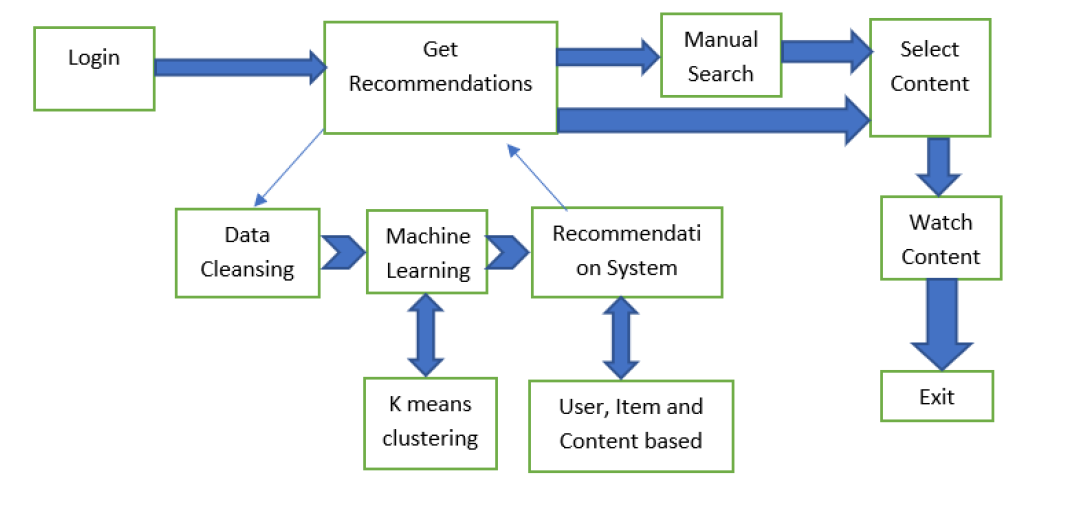 Login
Get
Recommendations
Manual
Search
Select
Content
Data
Cleansing
Machine
Learning
Recommendati
on System
Watch
Content
K means
clustering
User, Item and
Content based
Exit